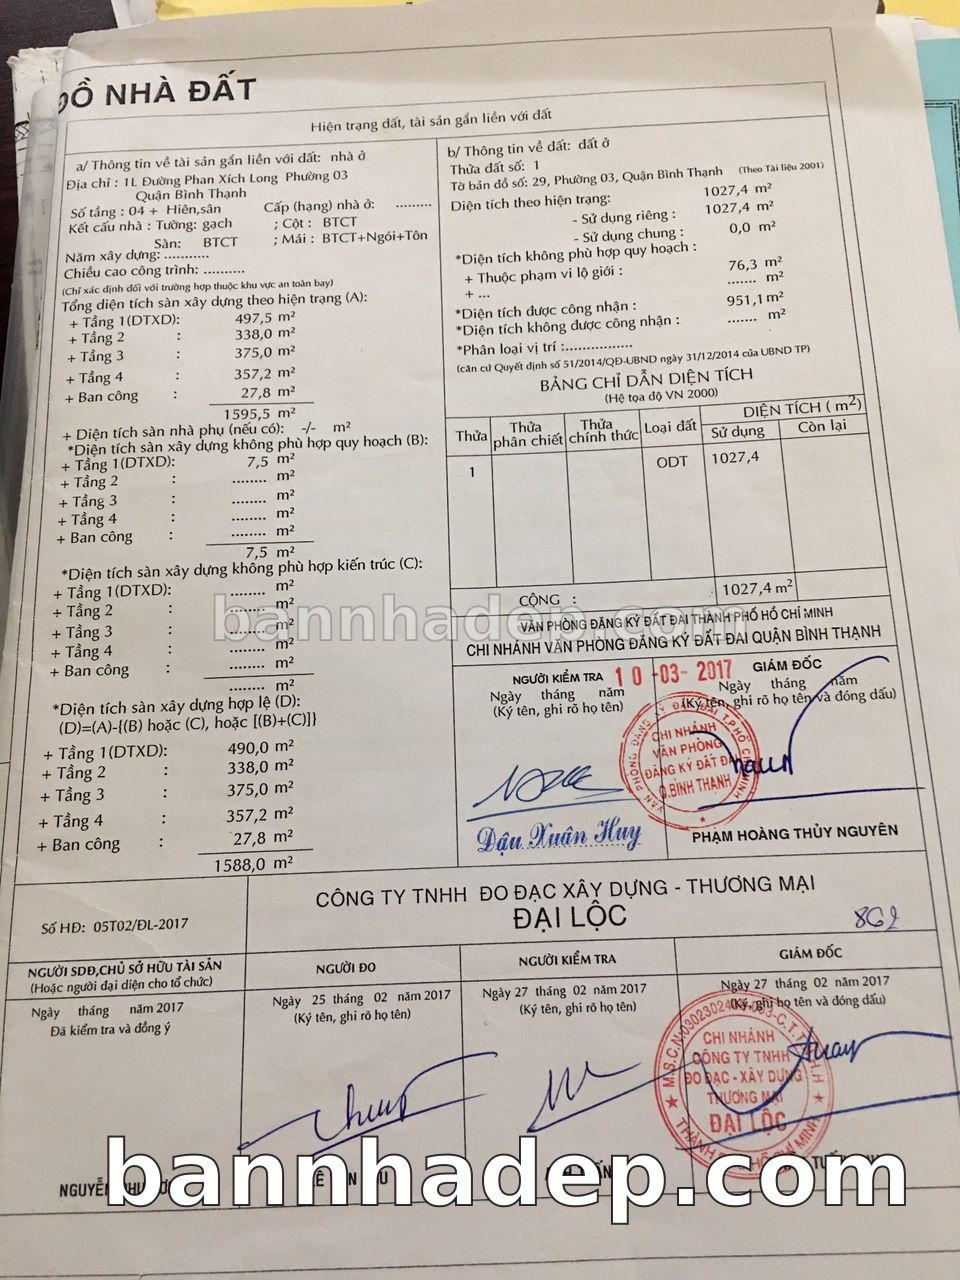 ĐỒ NHÀ ĐẤT
Hiện trạng đất, tài sản gắn liền với đất
a/ Thông tin về tài sản gắn liền với đất: nhà ở
Địa chỉ : 1L Đường Phan Xích Long Phường 03
Quận Bình Thạnh
Số tầng : 04 + Hiên,sân Cấp (hạng) nhà ở: .........
Kết cấu nhà : Tường: gạch ; Cột : BTCT
Sàn: BTCT ; Mái : BTCT+Ngói+Tôn
Năm xây dựng: ...........
Chiều cao công trình: ..........
(Chỉ xác định đối với trường hợp thuộc khu vực an toàn bay)
Tổng diện tích sàn xây dựng theo hiện trạng (A):
+ Tầng 1(DTXD): 497,5 m²
+ Tầng 2 : 338,0 m²
+ Tầng 3 : 375,0 m²
+ Tầng 4 : 357,2 m²
+ Ban công : 27,8 m²
1595,5 m²
+ Diện tích sàn nhà phụ (nếu có): -/- m²
*Diện tích sàn xây dựng không phù hợp quy hoạch (B):
+ Tầng 1(DTXD): 7,5 m²
+ Tầng 2 : ........ m²
+ Tầng 3 : ........ m²
+ Tầng 4 : ........ m²
+ Ban công : ........ m²
7,5 m²
*Diện tích sàn xây dựng không phù hợp kiến trúc (C):
+ Tầng 1(DTXD): ........ m²
+ Tầng 2 : ........ m²
+ Tầng 3 : ........ m²
+ Tầng 4 : ........ m²
+ Ban công : ........ m²
........ m²
*Diện tích sàn xây dựng hợp lệ (D):
(D)=(A)-{(B) hoặc (C), hoặc [(B)+(C)]}
+ Tầng 1(DTXD) : 490,0 m²
+ Tầng 2 : 338,0 m²
+ Tầng 3 : 375,0 m²
+ Tầng 4 : 357,2 m²
+ Ban công : 27,8 m²
1588,0 m²
b/ Thông tin về đất: đất ở
Thửa đất số: 1
Tờ bản đồ số: 29, Phường 03, Quận Bình Thạnh (Theo Tài liệu 2001)
Diện tích theo hiện trạng: 1027,4 m²
- Sử dụng riêng : 1027,4 m²
- Sử dụng chung : 0,0 m²
*Diện tích không phù hợp quy hoạch :
+ Thuộc phạm vi lộ giới : 76,3 m²
+ ... ....... m²
*Diện tích được công nhận : 951,1m²
*Diện tích không được công nhận : ....... m²
*Phân loại vị trí :................
(căn cứ Quyết định số 51/2014/QĐ-UBND ngày 31/12/2014 của UBND TP)
BẢNG CHỈ DẪN DIỆN TÍCH
(Hệ tọa độ VN 2000)
Thửa Thửa phân chiết Thửa chính thức Loại đất DIỆN TÍCH ( m²)
Sử dụng Còn lại
1 ODT 1027,4
CỘNG : 1027,4 m²
bannhadep.com
VĂN PHÒNG ĐĂNG KÝ ĐẤT ĐAI THÀNH PHỐ HỒ CHÍ MINH
CHI NHÁNH VĂN PHÒNG ĐĂNG KÝ ĐẤT ĐAI QUẬN BÌNH THẠNH
NGƯỜI KIỂM TRA 10 -03- 2017 GIÁM ĐỐC
Ngày tháng năm Ngày tháng năm
(Ký tên, ghi rõ họ tên) (Ký tên, ghi rõ họ tên và đóng dấu)
CHI NHÁNH
VĂN PHÒNG
ĐĂNG KÝ ĐẤT ĐAI
Q.BÌNH THẠNH
Đậu Xuân Huy
PHẠM HOÀNG THỦY NGUYÊN
Số HĐ: 05T02/ĐL-2017
CÔNG TY TNHH ĐO ĐẠC XÂY DỰNG - THƯƠNG MẠI
ĐẠI LỘC
862
NGƯỜI SDĐ,CHỦ SỞ HỮU TÀI SẢN
(Hoặc người đại diện cho tổ chức)
NGƯỜI ĐO
NGƯỜI KIỂM TRA
GIÁM ĐỐC
Ngày tháng năm2017
Đã kiểm tra và đồng ý
Ngày 25 tháng 02 năm 2017
(Ký tên, ghi rõ họ tên)
Ngày 27 tháng 02 năm 2017
(Ký tên, ghi rõ họ tên)
Ngày 27 tháng 02 năm 2017
(Ký, ghi họ tên và đóng dấu)
CHI NHÁNH
CÔNG TY TNHH
ĐO ĐẠC - XÂY DỰNG
THƯƠNG MẠI
ĐẠI LỘC
NGUYỄN
bannhadep.com